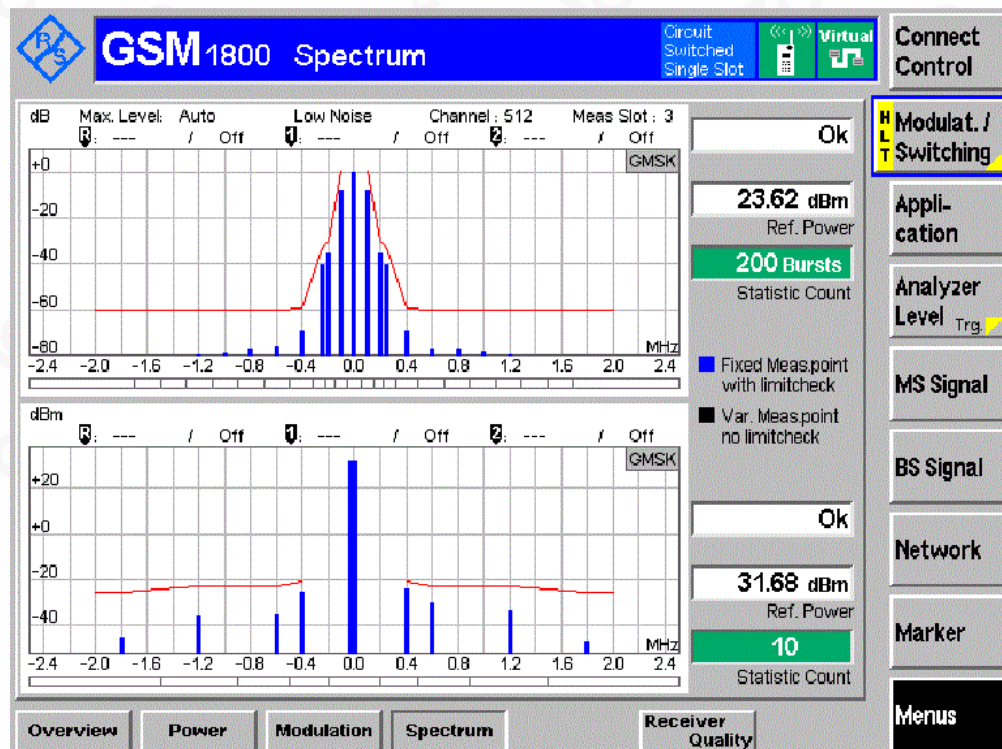 R/S
GSM 1800 Spectrum
Circuit
Switched
Single Slot
Virtual
Connect
Control
dB Max. Level: Auto Low Noise Channel : 512 Meas Slot : 3
R: --- / Off 1: --- / Off 2: --- / Off
GMSK
+0
-20
-40
-60
-80
MHz
-2.4 -2.0 -1.6 -1.2 -0.8 -0.4 0.0 0.4 0.8 1.2 1.6 2.0 2.4
Ok
23.62 dBm
Ref. Power
200 Bursts
Statistic Count
Fixed Meas.point
with limitcheck
Var. Meas.point
no limitcheck
dBm
R: --- / Off 1: --- / Off 2: --- / Off
GMSK
+20
+0
-20
-40
MHz
-2.4 -2.0 -1.6 -1.2 -0.8 -0.4 0.0 0.4 0.8 1.2 1.6 2.0 2.4
Ok
31.68 dBm
Ref. Power
10
Statistic Count
HLT
Modulat. /
Switching
Appli-
cation
Analyzer
Level Trg.
MS Signal
BS Signal
Network
Marker
Menus
Overview
Power
Modulation
Spectrum
Receiver
Quality